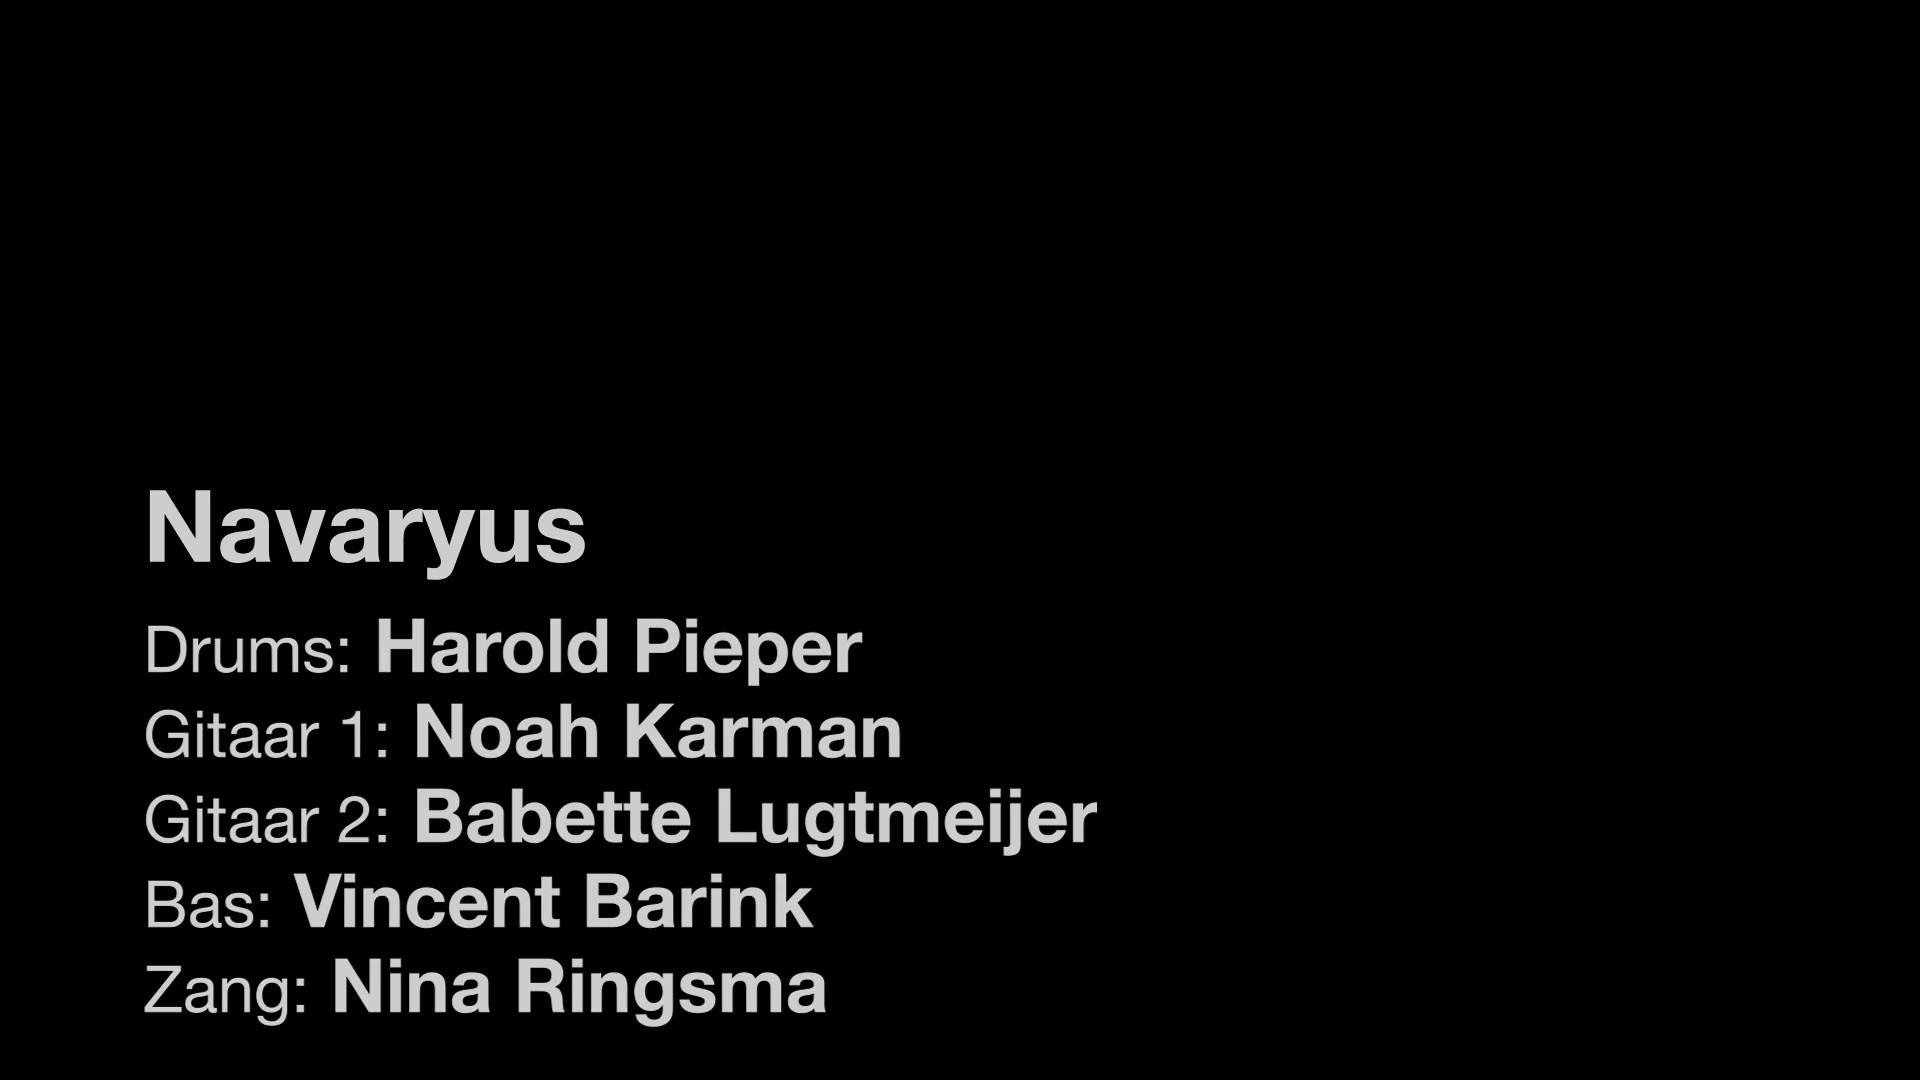 Navaryus
Drums: Harold Pieper
Gitaar 1: Noah Karman
Gitaar 2: Babette Lugtmeijer
Bas: Vincent Barink
Zang: Nina Ringsma